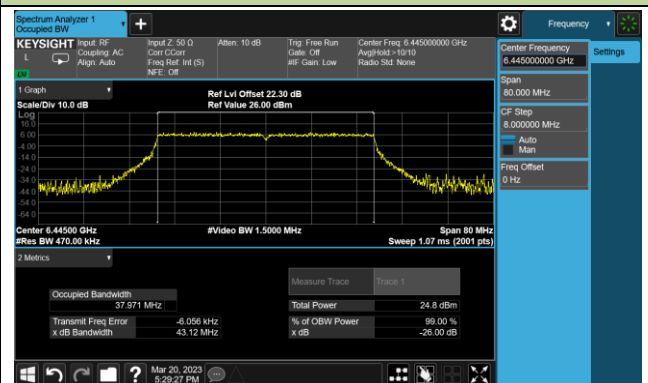 Spectrum Analyzer 1
Occupied BW
Frequency
KEYSIGHT
L
Input: RF
Coupling: AC
Align: Auto
Input Z: 50 Ω
Corr CCorr
Freq Ref: Int (S)
NFE: Off
Atten: 10 dB
Trig: Free Run
Gate: Off
#IF Gain: Low
Center Freq: 6.445000000 GHz
Avg|Hold:>10/10
Radio Std: None
Center Frequency
6.445000000 GHz
Settings
Span
80.000 MHz
CF Step
8.000000 MHz
Auto
Man
Freq Offset
0 Hz
1 Graph
Scale/Div 10.0 dB
Ref Lvl Offset 22.30 dB
Ref Value 26.00 dBm
Log
16.0
6.00
-4.00
-14.0
-24.0
-34.0
-44.0
-54.0
-64.0
Center 6.44500 GHz
#Video BW 1.5000 MHz
Span 80 MHz
#Res BW 470.00 kHz
Sweep 1.07 ms (2001 pts)
2 Metrics
Measure Trace
Trace 1
Occupied Bandwidth
37.971 MHz
Total Power
24.8 dBm
Transmit Freq Error
-6.056 kHz
% of OBW Power
99.00 %
x dB Bandwidth
43.12 MHz
x dB
-26.00 dB
?
Mar 20, 2023
5:29:27 PM